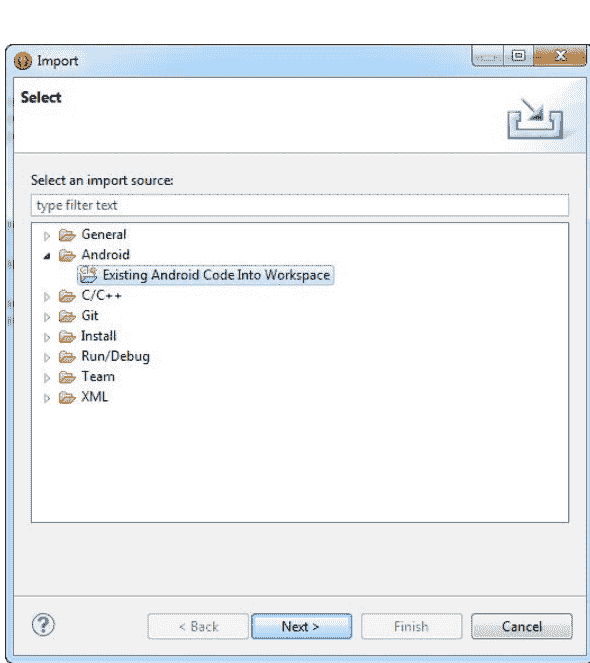 Import
Select
Select an import source:
type filter text
General
Android
Existing Android Code Into Workspace
C/C++
Git
Install
Run/Debug
Team
XML
?
< Back Next > Finish Cancel